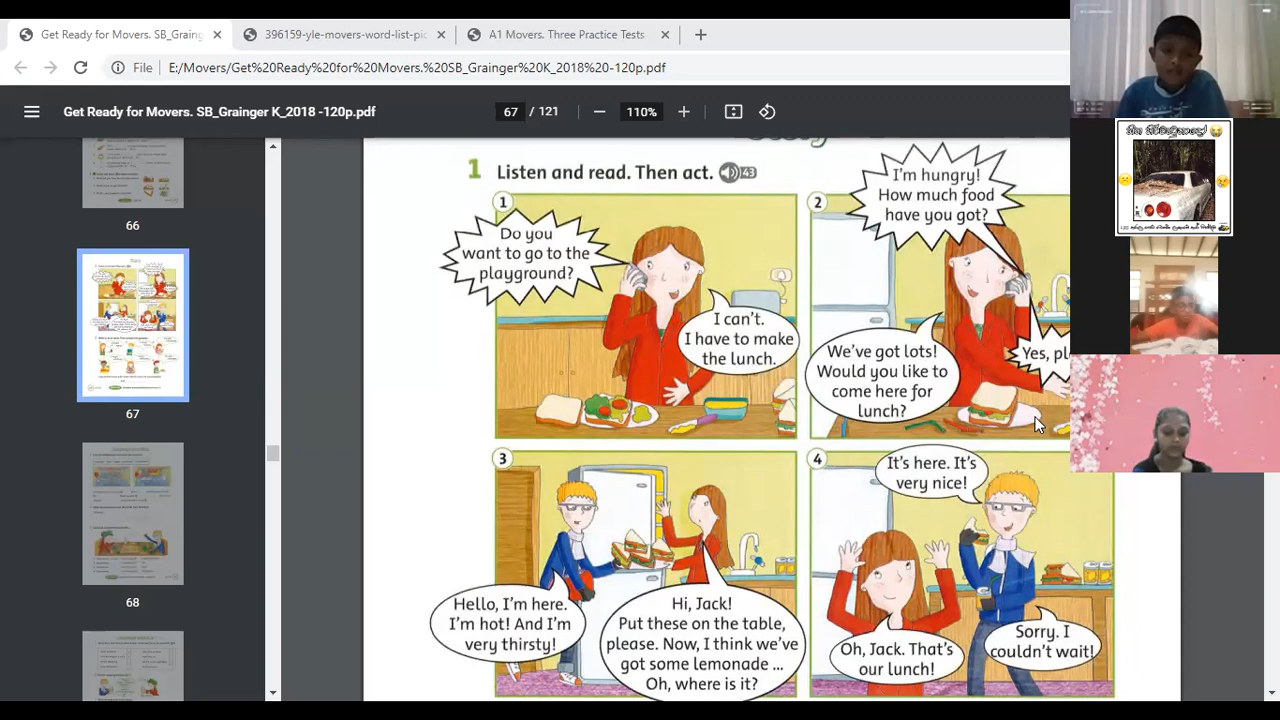 Get Ready for Movers. SB_Graing
396159-yle-movers-word-list-pic
A1 Movers. Three Practice Tests
File
E:/Movers/Get%20Ready%20for%20Movers.%20SB_Grainger%20K_2018%20-120p.pdf
Get Ready for Movers. SB_Grainger K_2018 -120p.pdf
67 / 121
110%
66
67
68
1 Listen and read. Then act. 43
1
Do you
want to go to the
playground?
I can't.
I have to make
the lunch.
2
I'm hungry!
How much food
have you got?
We've got lots!
Would you like to
come here for
lunch?
Yes,
3
Hello, I'm here.
I'm hot! And I'm
very
Hi, Jack!
Put these on the table,
please. Now, I think we've
got some lemonade ...
Oh, where is it?
4
It's here. It's
very nice!
Oh, Jack. That's
our lunch!
Sorry. I
couldn't wait!